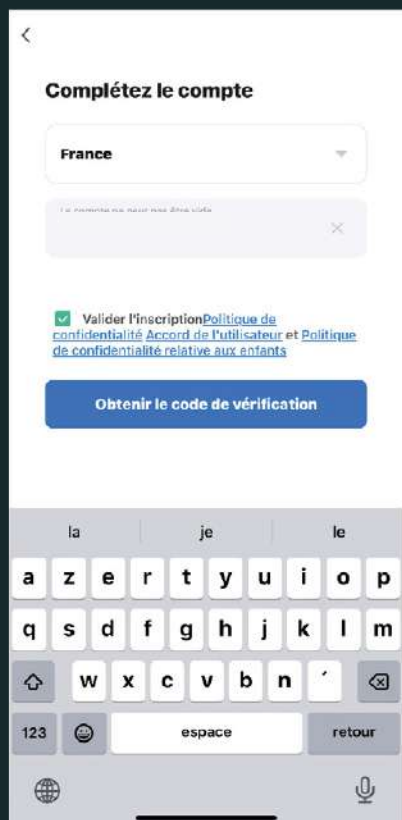 Complétez le compte
France
Le compte ne peut pas être vide
Valider l'inscriptionPolitique de
confidentialité Accord de l'utilisateur et Politique
de confidentialité relative aux enfants
Obtenir le code de vérification
la je le
a z e r t y u i o p
q s d f g h j k l m
w x c v b n ´
123 espace retour